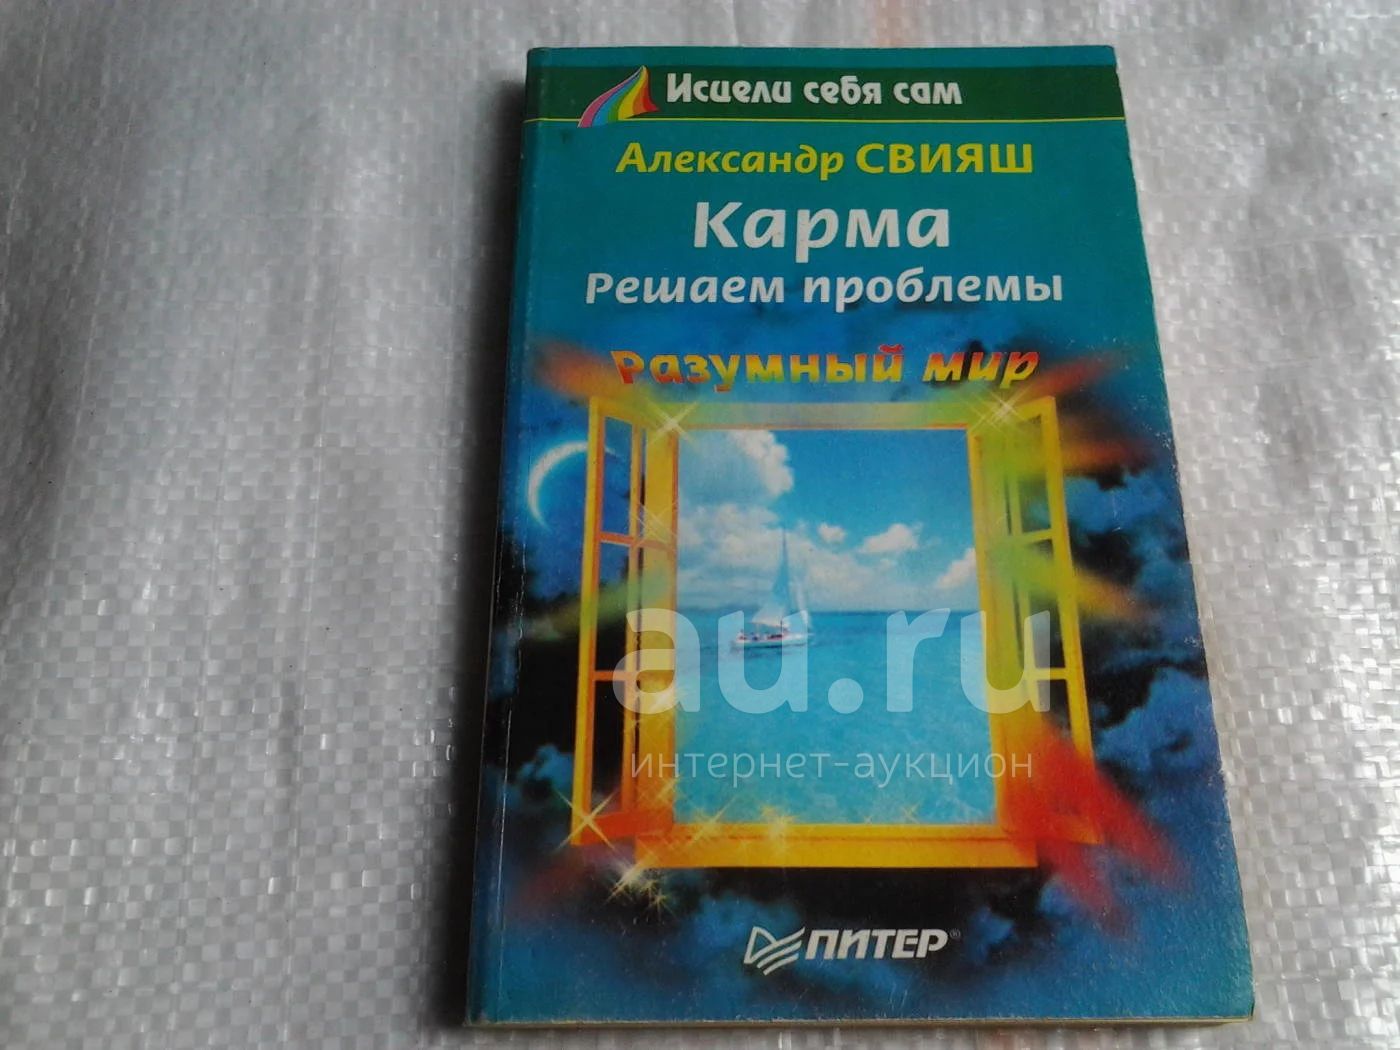 Исцели себя сам
Александр СВИЯШ
Карма
Решаем проблемы
Разумный мир
au.ru
интернет-аукцион
ПИТЕР®